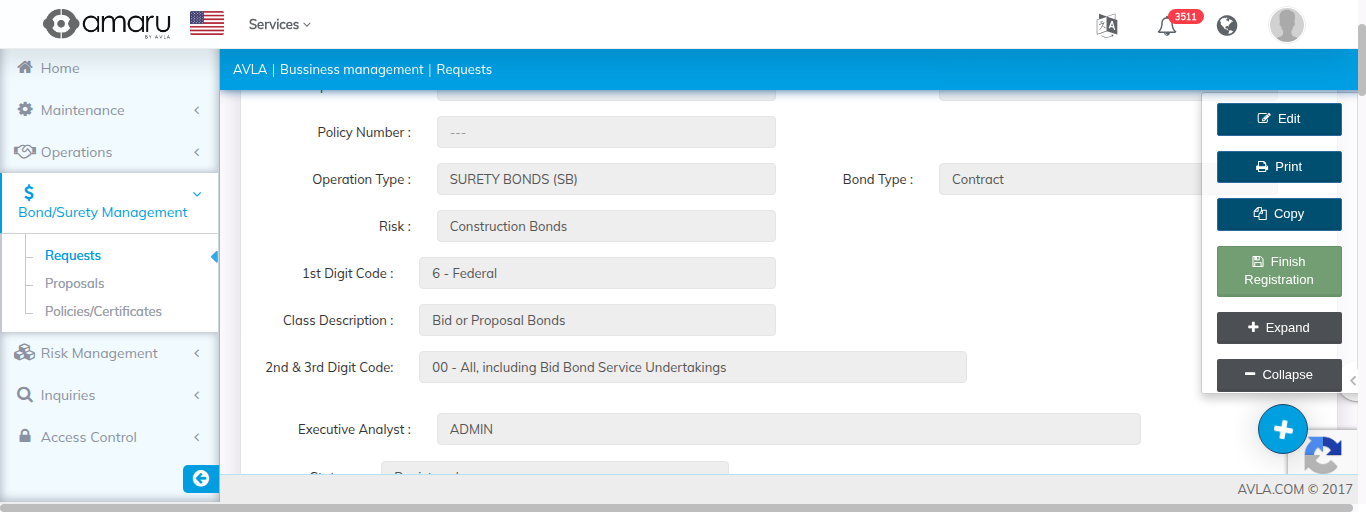 amaru
BY AVLA
Services
3511
Home
Maintenance
Operations
Bond/Surety Management
Requests
Proposals
Policies/Certificates
Risk Management
Inquiries
Access Control
AVLA | Bussiness management | Requests
Policy Number : ---
Operation Type : SURETY BONDS (SB) Bond Type : Contract
Risk : Construction Bonds
1st Digit Code : 6 - Federal
Class Description : Bid or Proposal Bonds
2nd & 3rd Digit Code: 00 - All, including Bid Bond Service Undertakings
Executive Analyst : ADMIN
Edit
Print
Copy
Finish
Registration
Expand
Collapse
AVLA.COM © 2017